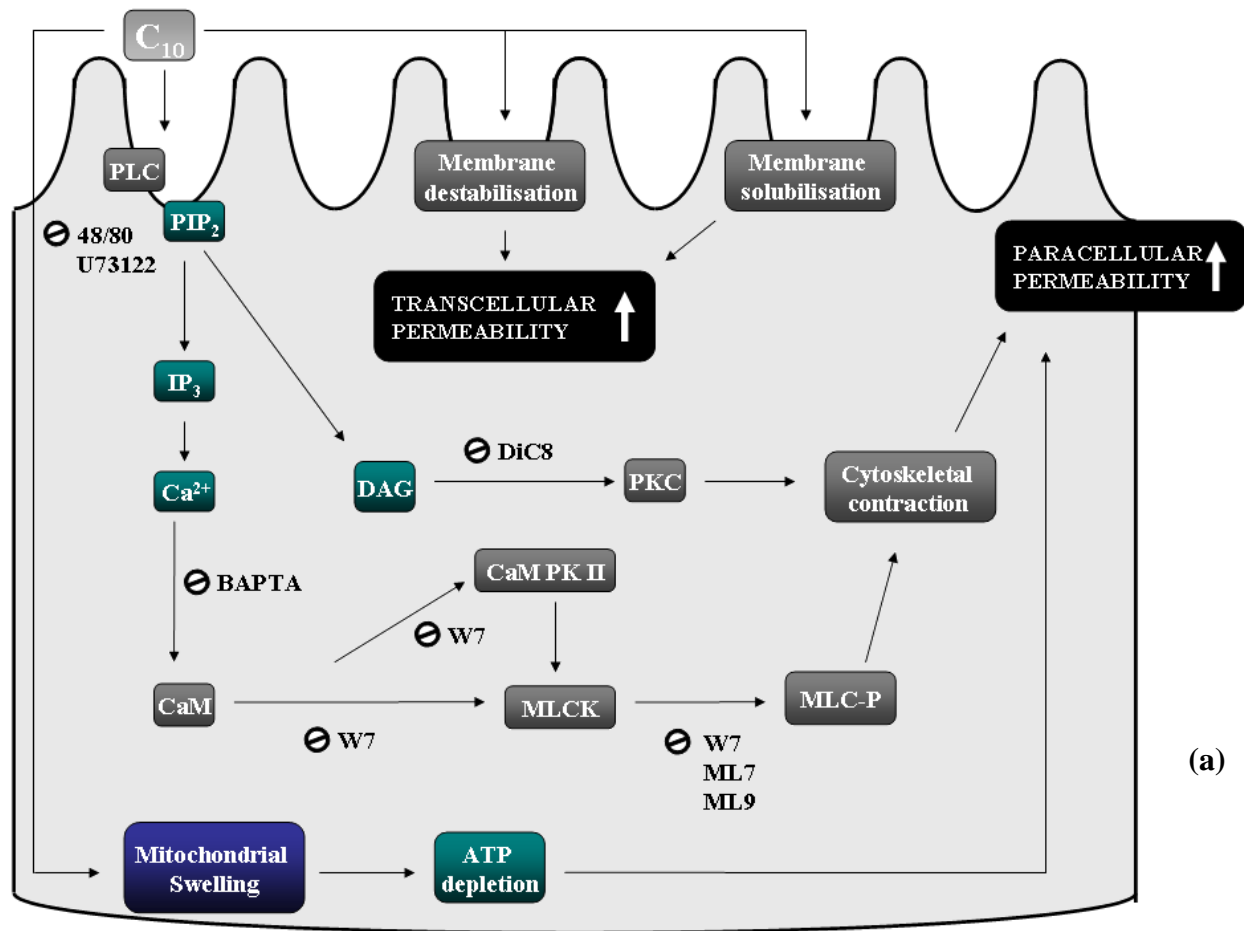 C₁₀
PLC
PIP₂
48/80
U73122
Membrane
destabilisation
Membrane
solubilisation
TRANSCELLULAR
PERMEABILITY
PARACELLULAR
PERMEABILITY
IP₃
Ca²⁺
DAG
DiC8
PKC
Cytoskeletal
contraction
BAPTA
CaM PK II
W7
CaM
W7
MLCK
W7
ML7
ML9
MLC-P
(a)
Mitochondrial
Swelling
ATP
depletion